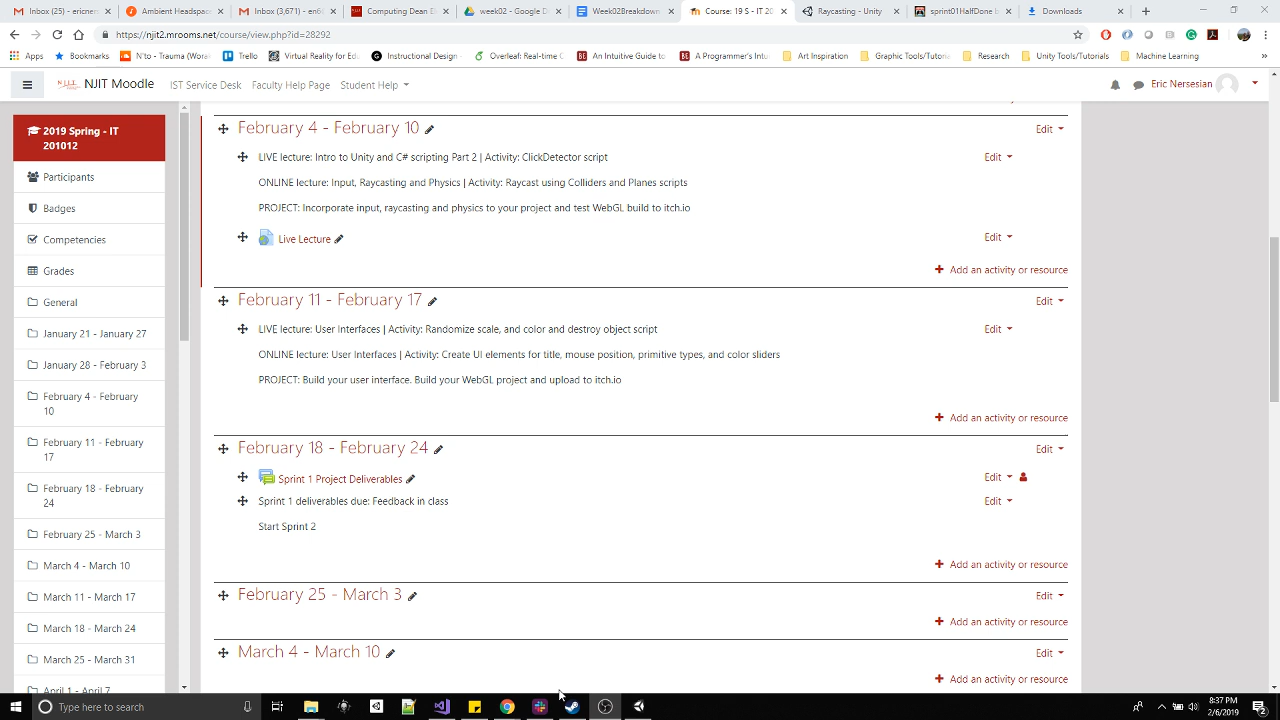 Inbox (25) - erioner
Ambient Headspac
Inbox (3,671) - en6
Computing Dean E
week02 - Google D
Week02Breakdown
Course: 19 S - IT 20
Raycasting - Unity
sprint01HalfDone b
Downloads
https://njit2.mrooms.net/course/view.php?id=28292
Apps
Bookmarks
N'to - Trauma (Wore
Trello
Virtual X
Instructional Design
Overleaf: Real-time C
An Intuitive Guide to
A Programmer's Intu
Art Inspiration
Graphic Tools/Tutoria
Research
Unity Tools/Tutorials
Machine Learning
NJIT Moodle
IST Service Desk
Faculty Help Page
Student Help
Eric Nersesian
2019 Spring - IT
201012
Participants
Badges
Competencies
Grades
General
January 21 - January 27
January 28 - February 3
February 4 - February
10
February 11 - February
17
February 18 - February
24
February 25 - March 3
March 4 - March 10
March 11 - March 17
March 18 - March 24
March 25 - March 31
April 1 - April 7
February 4 - February 10
Edit
LIVE lecture: Intro to Unity and C# scripting Part 2 | Activity: ClickDetector script
Edit
ONLINE lecture: Input, Raycasting and Physics | Activity: Raycast using Colliders and Planes scripts
PROJECT: Incorporate input, raycasting and physics to your project and test WebGL build to itch.io
Live Lecture
Edit
+ Add an activity or resource
February 11 - February 17
Edit
LIVE lecture: User Interfaces | Activity: Randomize scale, and color and destroy object script
Edit
ONLINE lecture: User Interfaces | Activity: Create UI elements for title, mouse position, primitive types, and color sliders
PROJECT: Build your user interface. Build your WebGL project and upload to itch.io
+ Add an activity or resource
February 18 - February 24
Edit
Sprint 1 Project Deliverables
Edit
Sprint 1 deliverables due: Feedback in class
Edit
Start Sprint 2
+ Add an activity or resource
February 25 - March 3
Edit
+ Add an activity or resource
March 4 - March 10
Edit
+ Add an activity or resource
Type here to search
8:37 PM
2/6/2019